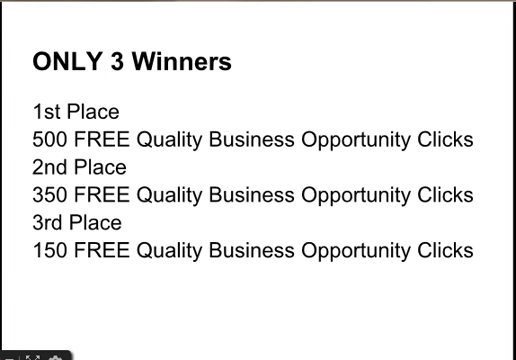 ONLY 3 Winners
1st Place
500 FREE Quality Business Opportunity Clicks
2nd Place
350 FREE Quality Business Opportunity Clicks
3rd Place
150 FREE Quality Business Opportunity Clicks